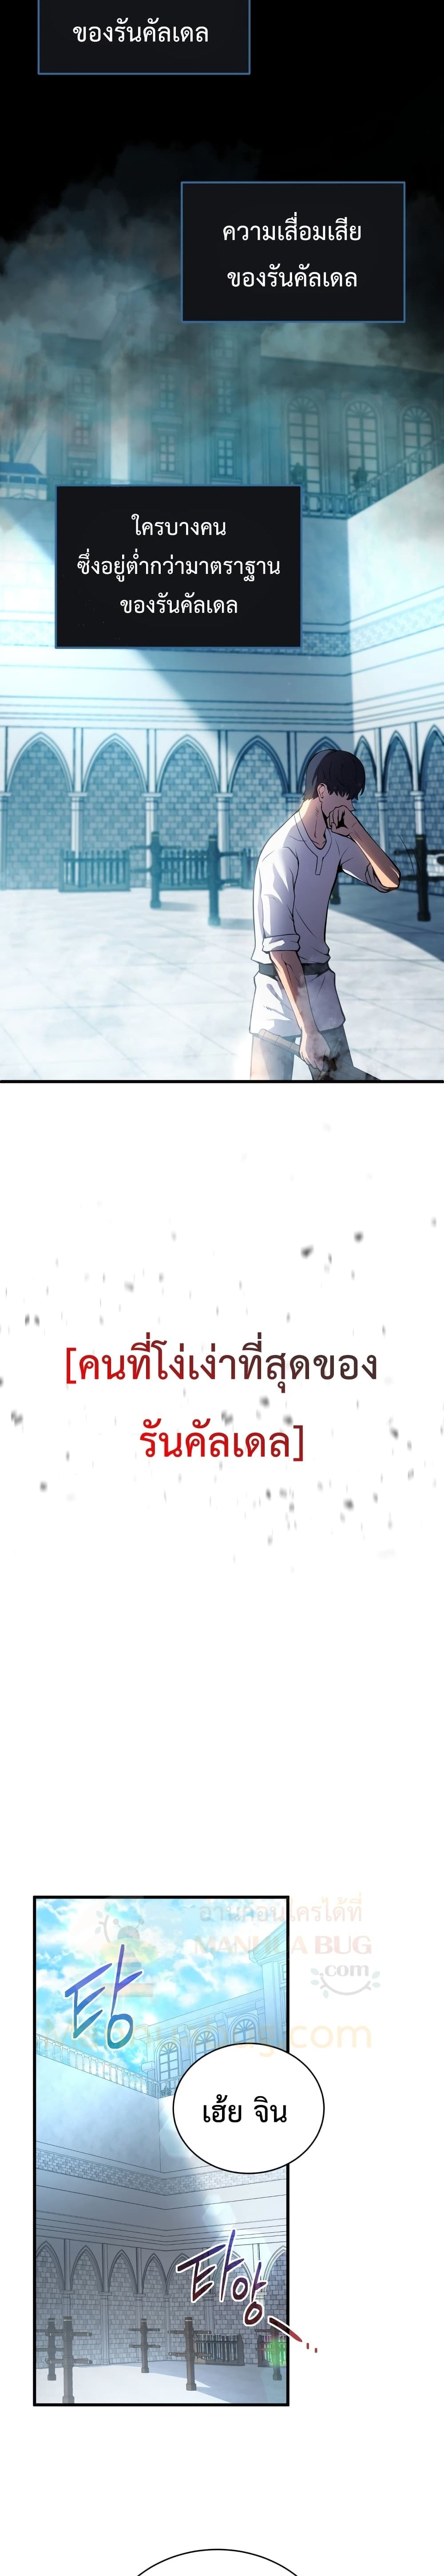 ของรันคัลเดล
ความเสื่อมเสีย
ของรันคัลเดล
ใครบางคน
ซึ่งอยู่ต่ำกว่ามาตราฐาน
ของรันคัลเดล
[คนที่โง่เง่าที่สุดของ
รันคัลเดล]
อ่านก่อนใครได้ที่
MANHUA BUG
.com
탕
เฮ้ย จิน
타앙